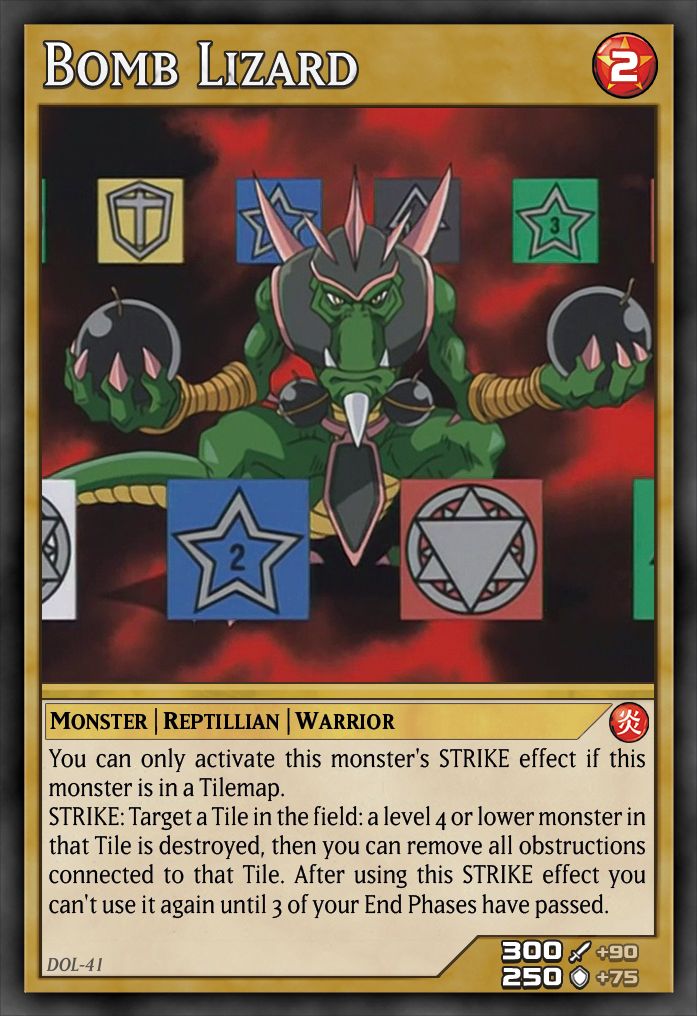 Bomb Lizard
2
3
2
Monster | Reptillian | Warrior
炎
You can only activate this monster's STRIKE effect if this
monster is in a Tilemap.
STRIKE: Target a Tile in the field: a level 4 or lower monster in
that Tile is destroyed, then you can remove all obstructions
connected to that Tile. After using this STRIKE effect you
can't use it again until 3 of your End Phases have passed.
DOL-41
300 +90
250 +75